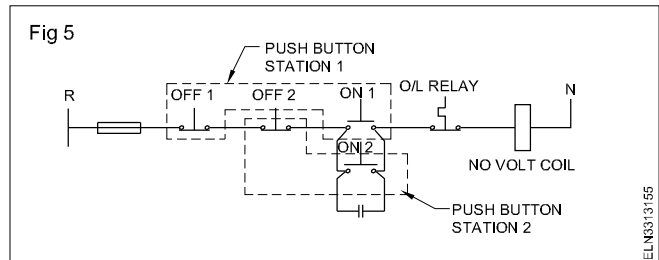 Fig 5
PUSH BUTTON
STATION 1
R
OFF 1
OFF 2
ON 1
O/L RELAY
N
ON 2
NO VOLT COIL
PUSH BUTTON
STATION 2
ELN3313155